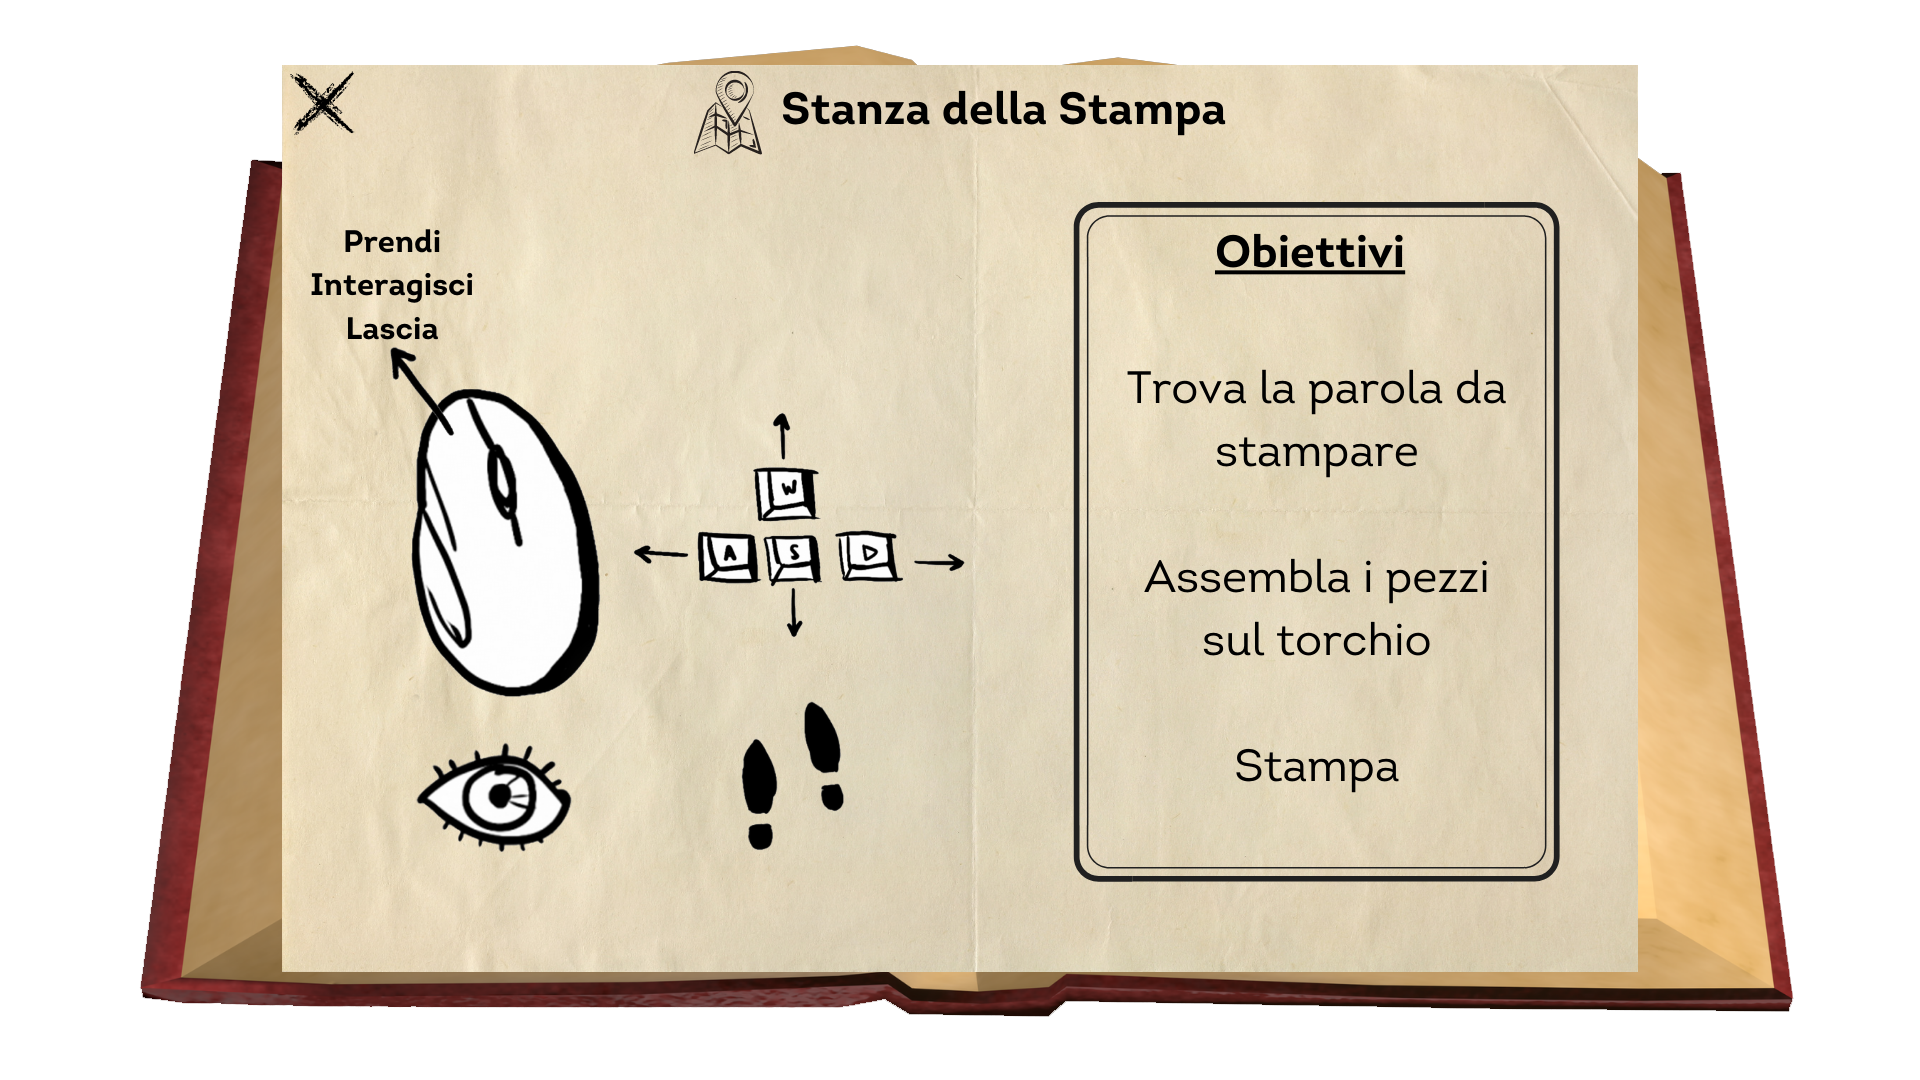 Stanza della Stampa
Prendi
Interagisci
Lascia
W
A S D
Obiettivi
Trova la parola da
stampare
Assembla i pezzi
sul torchio
Stampa